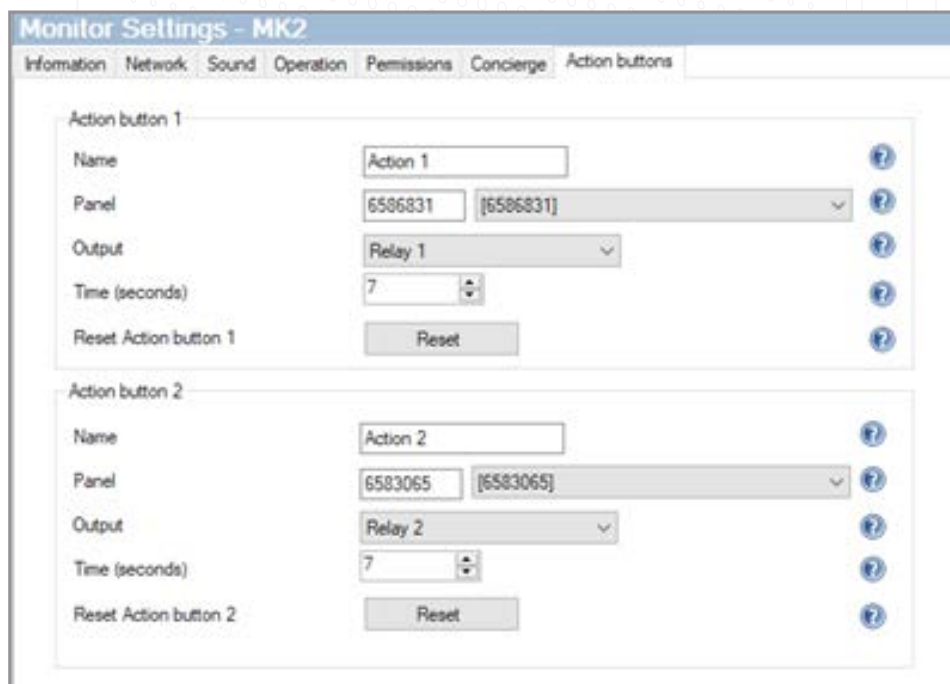 Monitor Settings - MK2
Information Network Sound Operation Permissions Concierge Action buttons
Action button 1
Name Action 1
Panel 6586831 [6586831]
Output Relay 1
Time (seconds) 7
Reset Action button 1 Reset
Action button 2
Name Action 2
Panel 6583065 [6583065]
Output Relay 2
Time (seconds) 7
Reset Action button 2 Reset